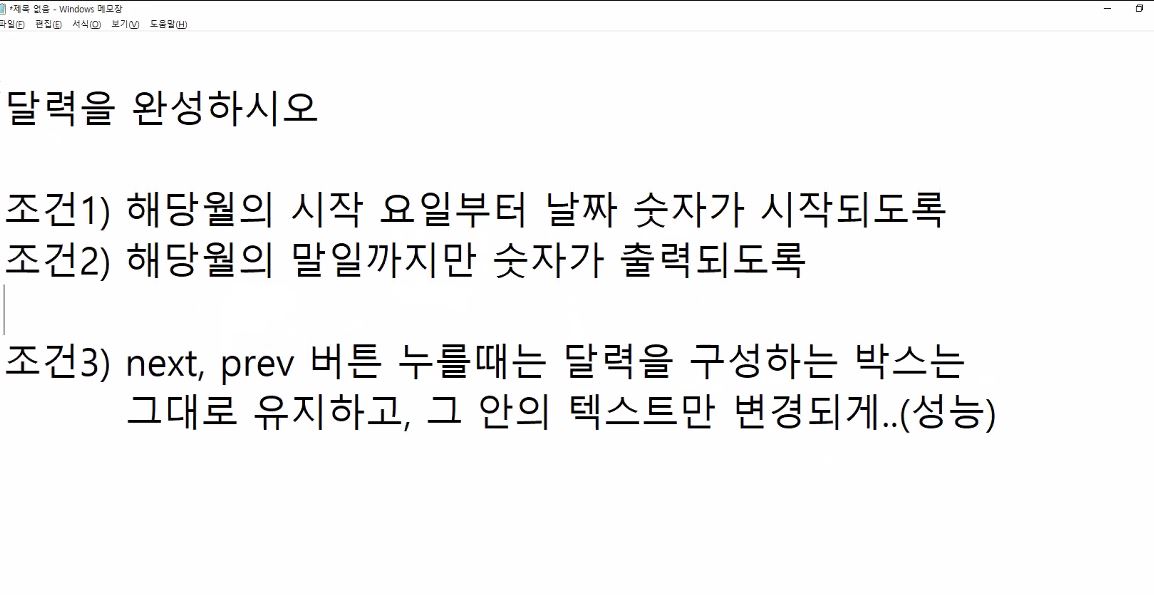 *제목 없음 - Windows 메모장
파일(F) 편집(E) 서식(O) 보기(V) 도움말(H)
달력을 완성하시오
조건1) 해당월의 시작 요일부터 날짜 숫자가 시작되도록
조건2) 해당월의 말일까지만 숫자가 출력되도록
조건3) next, prev 버튼 누를때는 달력을 구성하는 박스는
그대로 유지하고, 그 안의 텍스트만 변경되게..(성능)